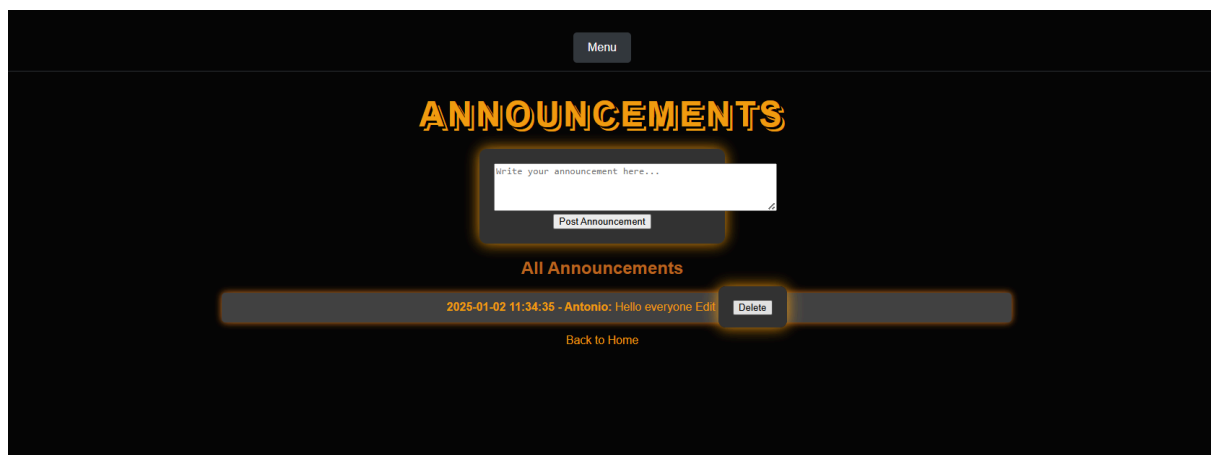 Menu
ANNOUNCEMENTS
Write your announcement here...
Post Announcement
All Announcements
2025-01-02 11:34:35 - Antonio: Hello everyone Edit Delete
Back to Home